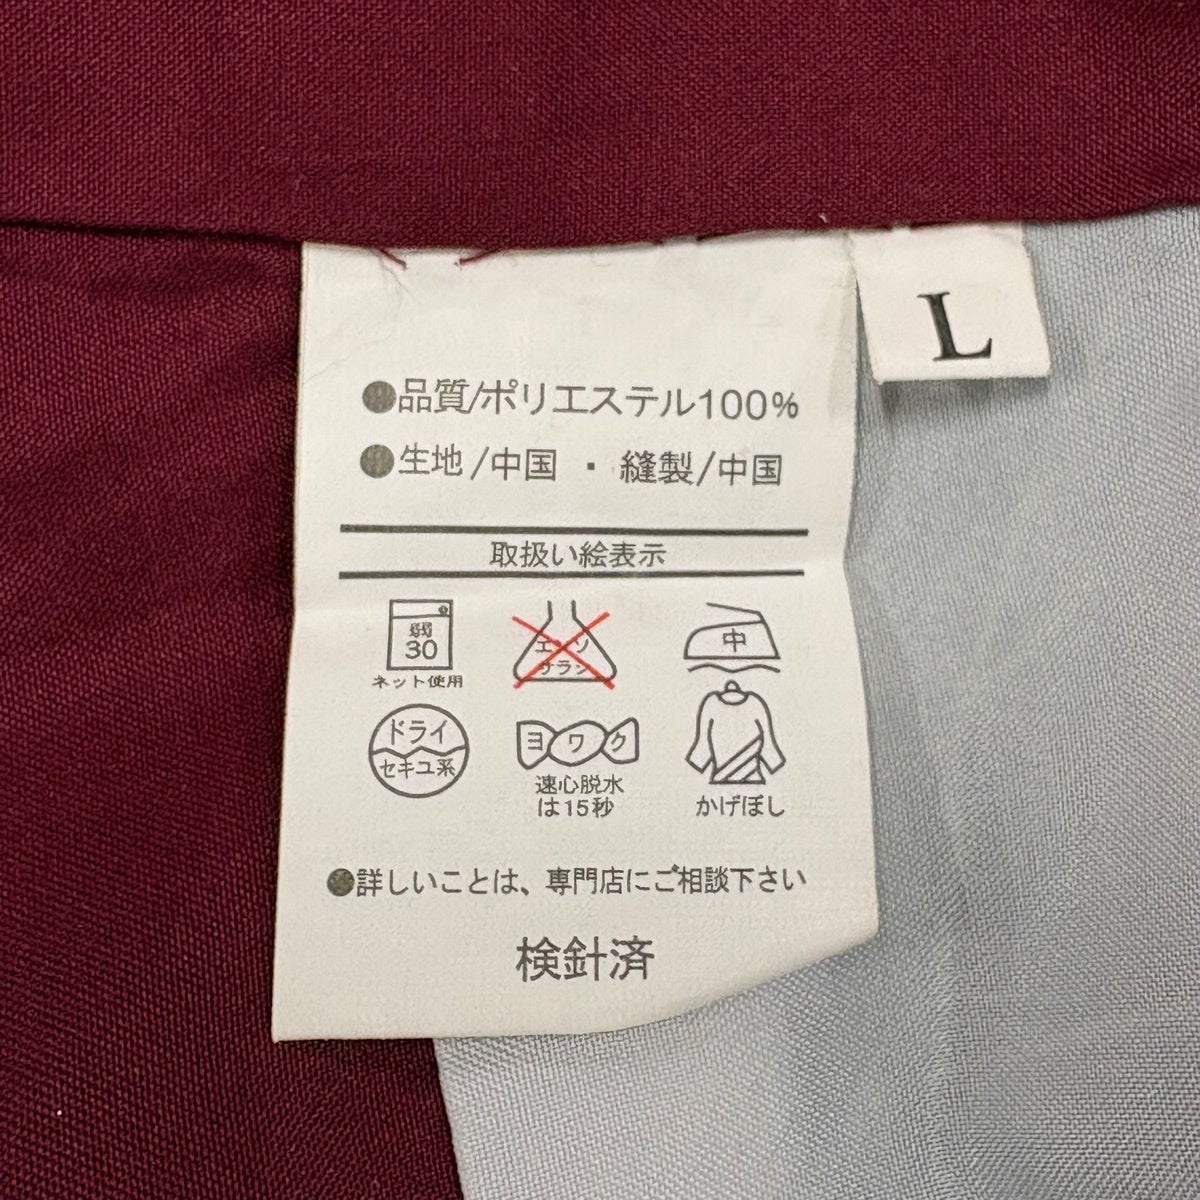 L
●品質/ポリエステル100%
●生地/中国・縫製/中国
取扱い絵表示
弱
30
ネット使用
エンソ
サラシ
中
ドライ
セキユ系
ヨワク
速心脱水
は15秒
かげぼし
●詳しいことは、専門店にご相談下さい
検針済